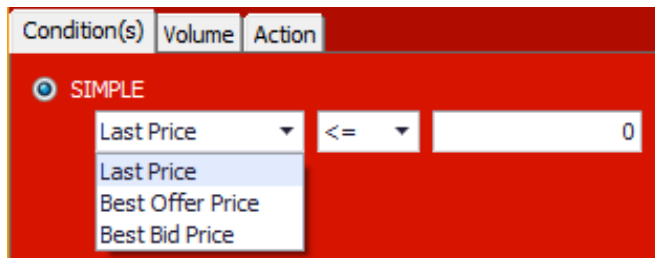 Condition(s) Volume Action
SIMPLE
Last Price <= 0
Last Price
Best Offer Price
Best Bid Price